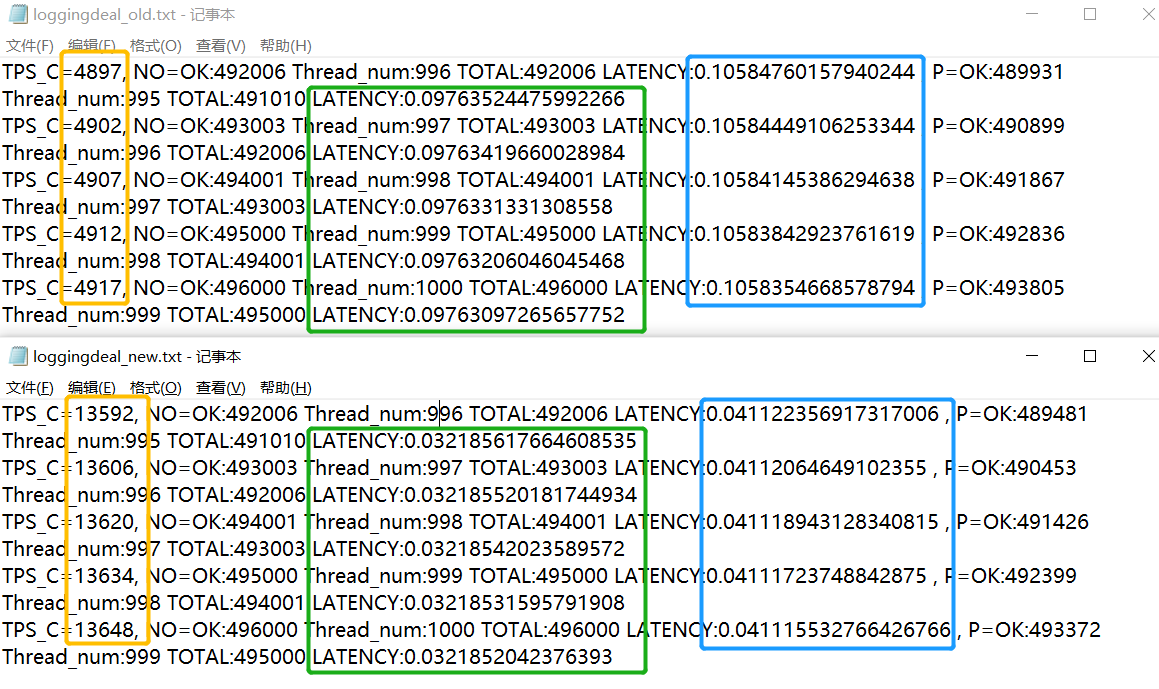 loggingdeal_old.txt - 记事本
文件(F) 编辑(E) 格式(O) 查看(V) 帮助(H)
TPS_C=4897, NO=OK:492006 Thread_num:996 TOTAL:492006 LATENCY:0.10584760157940244 P=OK:489931
Thread_num:995 TOTAL:491010 LATENCY:0.09763524475992266
TPS_C=4902, NO=OK:493003 Thread_num:997 TOTAL:493003 LATENCY:0.10584449106253344 P=OK:490899
Thread_num:996 TOTAL:492006 LATENCY:0.09763419660028984
TPS_C=4907, NO=OK:494001 Thread_num:998 TOTAL:494001 LATENCY:0.10584145386294638 P=OK:491867
Thread_num:997 TOTAL:493003 LATENCY:0.0976331331308558
TPS_C=4912, NO=OK:495000 Thread_num:999 TOTAL:495000 LATENCY:0.10583842923761619 P=OK:492836
Thread_num:998 TOTAL:494001 LATENCY:0.09763206046045468
TPS_C=4917, NO=OK:496000 Thread_num:1000 TOTAL:496000 LATENCY:0.1058354668578794 P=OK:493805
Thread_num:999 TOTAL:495000 LATENCY:0.09763097265657752
loggingdeal_new.txt - 记事本
文件(F) 编辑(E) 格式(O) 查看(V) 帮助(H)
TPS_C=13592, NO=OK:492006 Thread_num:996 TOTAL:492006 LATENCY:0.041122356917317006 , P=OK:489481
Thread_num:995 TOTAL:491010 LATENCY:0.032185617664608535
TPS_C=13606, NO=OK:493003 Thread_num:997 TOTAL:493003 LATENCY:0.04112064649102355 , P=OK:490453
Thread_num:996 TOTAL:492006 LATENCY:0.032185520181744934
TPS_C=13620, NO=OK:494001 Thread_num:998 TOTAL:494001 LATENCY:0.041118943128340815 , P=OK:491426
Thread_num:997 TOTAL:493003 LATENCY:0.03218542023589572
TPS_C=13634, NO=OK:495000 Thread_num:999 TOTAL:495000 LATENCY:0.04111723748842875 , P=OK:492399
Thread_num:998 TOTAL:494001 LATENCY:0.03218531595791908
TPS_C=13648, NO=OK:496000 Thread_num:1000 TOTAL:496000 LATENCY:0.041115532766426766 , P=OK:493372
Thread_num:999 TOTAL:495000 LATENCY:0.0321852042376393